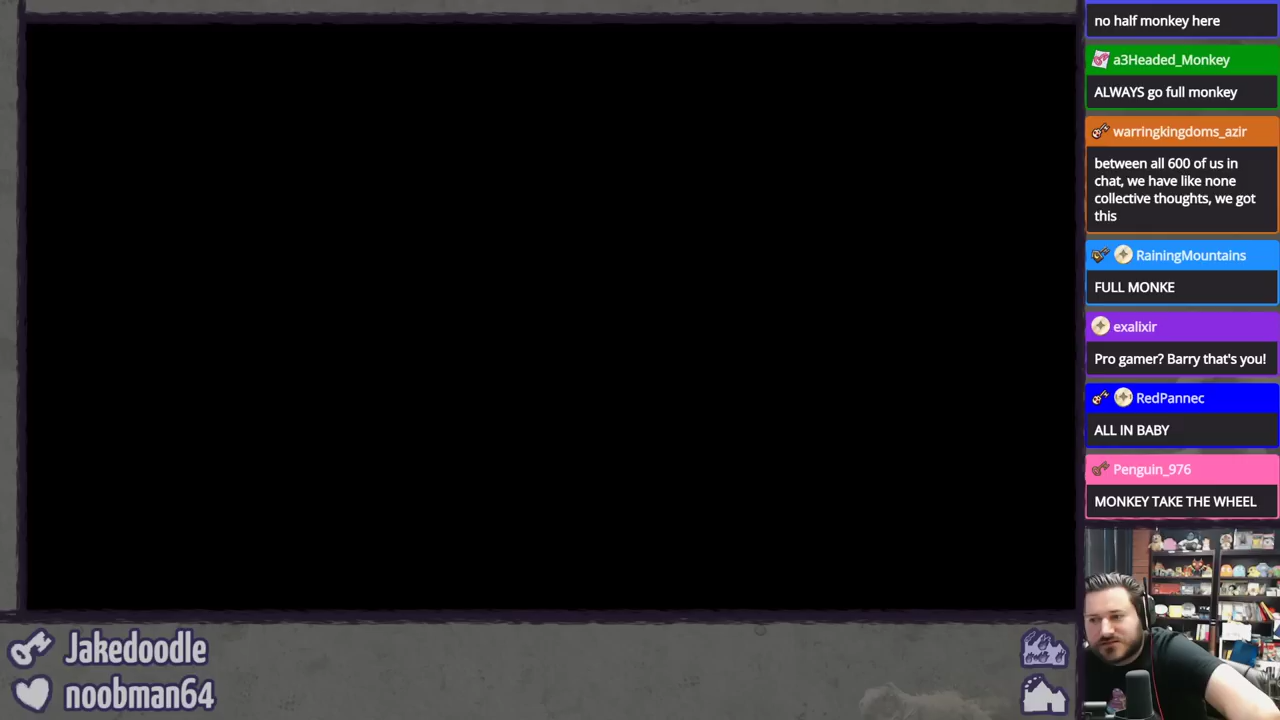 no half monkey here
a3Headed_Monkey
ALWAYS go full monkey
warringkingdoms_azir
between all 600 of us in
chat, we have like none
collective thoughts, we got
this
RainingMountains
FULL MONKE
exalixir
Pro gamer? Barry that's you!
RedPannec
ALL IN BABY
Penguin_976
MONKEY TAKE THE WHEEL
Jakedoodle
noobman64